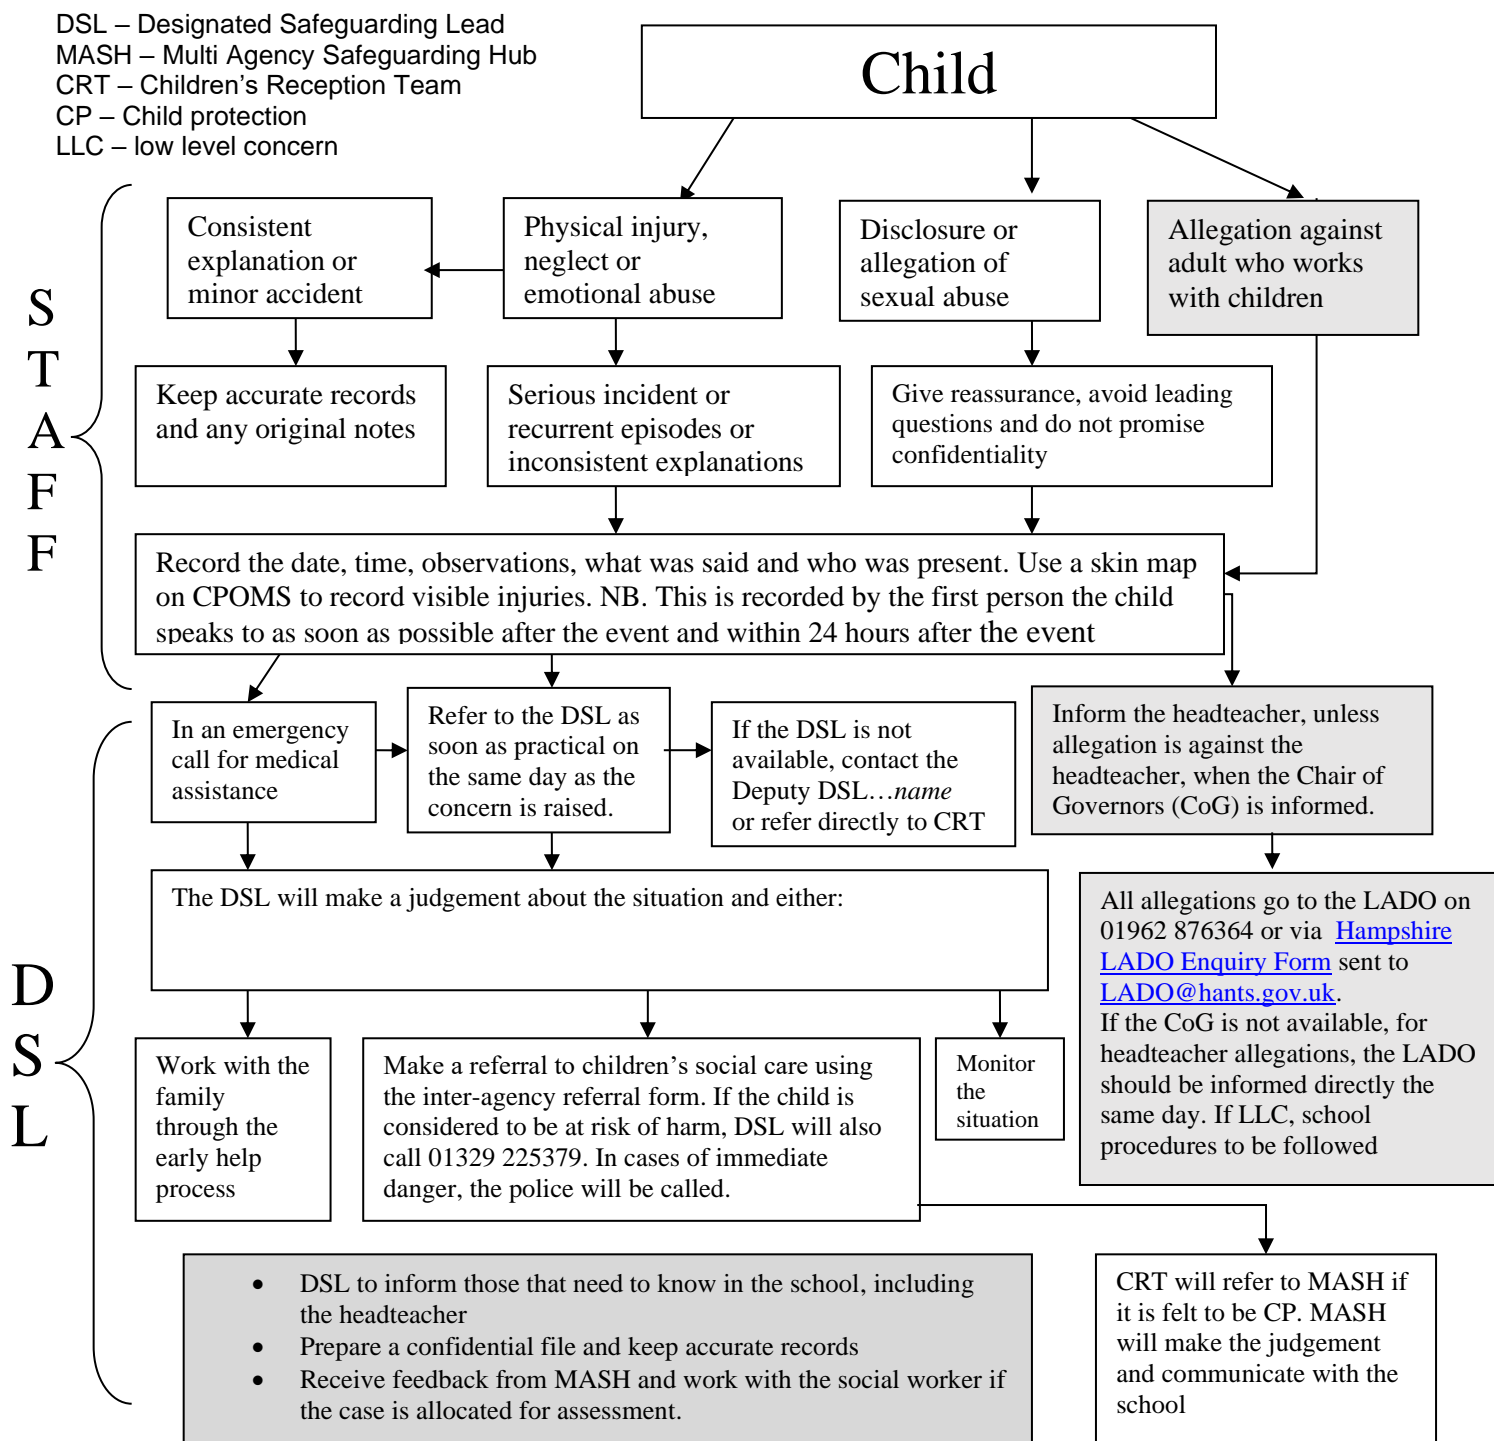 DSL – Designated Safeguarding Lead
MASH – Multi Agency Safeguarding Hub
CRT – Children's Reception Team
CP – Child protection
LLC – low level concern
Child
S
T
A
F
F
Consistent
explanation or
minor accident
Physical injury,
neglect or
emotional abuse
Disclosure or
allegation of
sexual abuse
Allegation against
adult who works
with children
Keep accurate records
and any original notes
Serious incident or
recurrent episodes or
inconsistent explanations
Give reassurance, avoid leading
questions and do not promise
confidentiality
Record the date, time, observations, what was said and who was present. Use a skin map
on CPOMS to record visible injuries. NB. This is recorded by the first person the child
speaks to as soon as possible after the event and within 24 hours after the event
D
S
L
In an emergency
call for medical
assistance
Refer to the DSL as
soon as practical on
the same day as the
concern is raised.
If the DSL is not
available, contact the
Deputy DSL…name
or refer directly to CRT
Inform the headteacher, unless
allegation is against the
headteacher, when the Chair of
Governors (CoG) is informed.
The DSL will make a judgement about the situation and either:
All allegations go to the LADO on
01962 876364 or via Hampshire
LADO Enquiry Form sent to
LADO@hants.gov.uk.
If the CoG is not available, for
headteacher allegations, the LADO
should be informed directly the
same day. If LLC, school
procedures to be followed
Work with the
family
through the
early help
process
Make a referral to children's social care using
the inter-agency referral form. If the child is
considered to be at risk of harm, DSL will also
call 01329 225379. In cases of immediate
danger, the police will be called.
Monitor
the
situation
• DSL to inform those that need to know in the school, including
the headteacher
• Prepare a confidential file and keep accurate records
• Receive feedback from MASH and work with the social worker if
the case is allocated for assessment.
CRT will refer to MASH if
it is felt to be CP. MASH
will make the judgement
and communicate with the
school